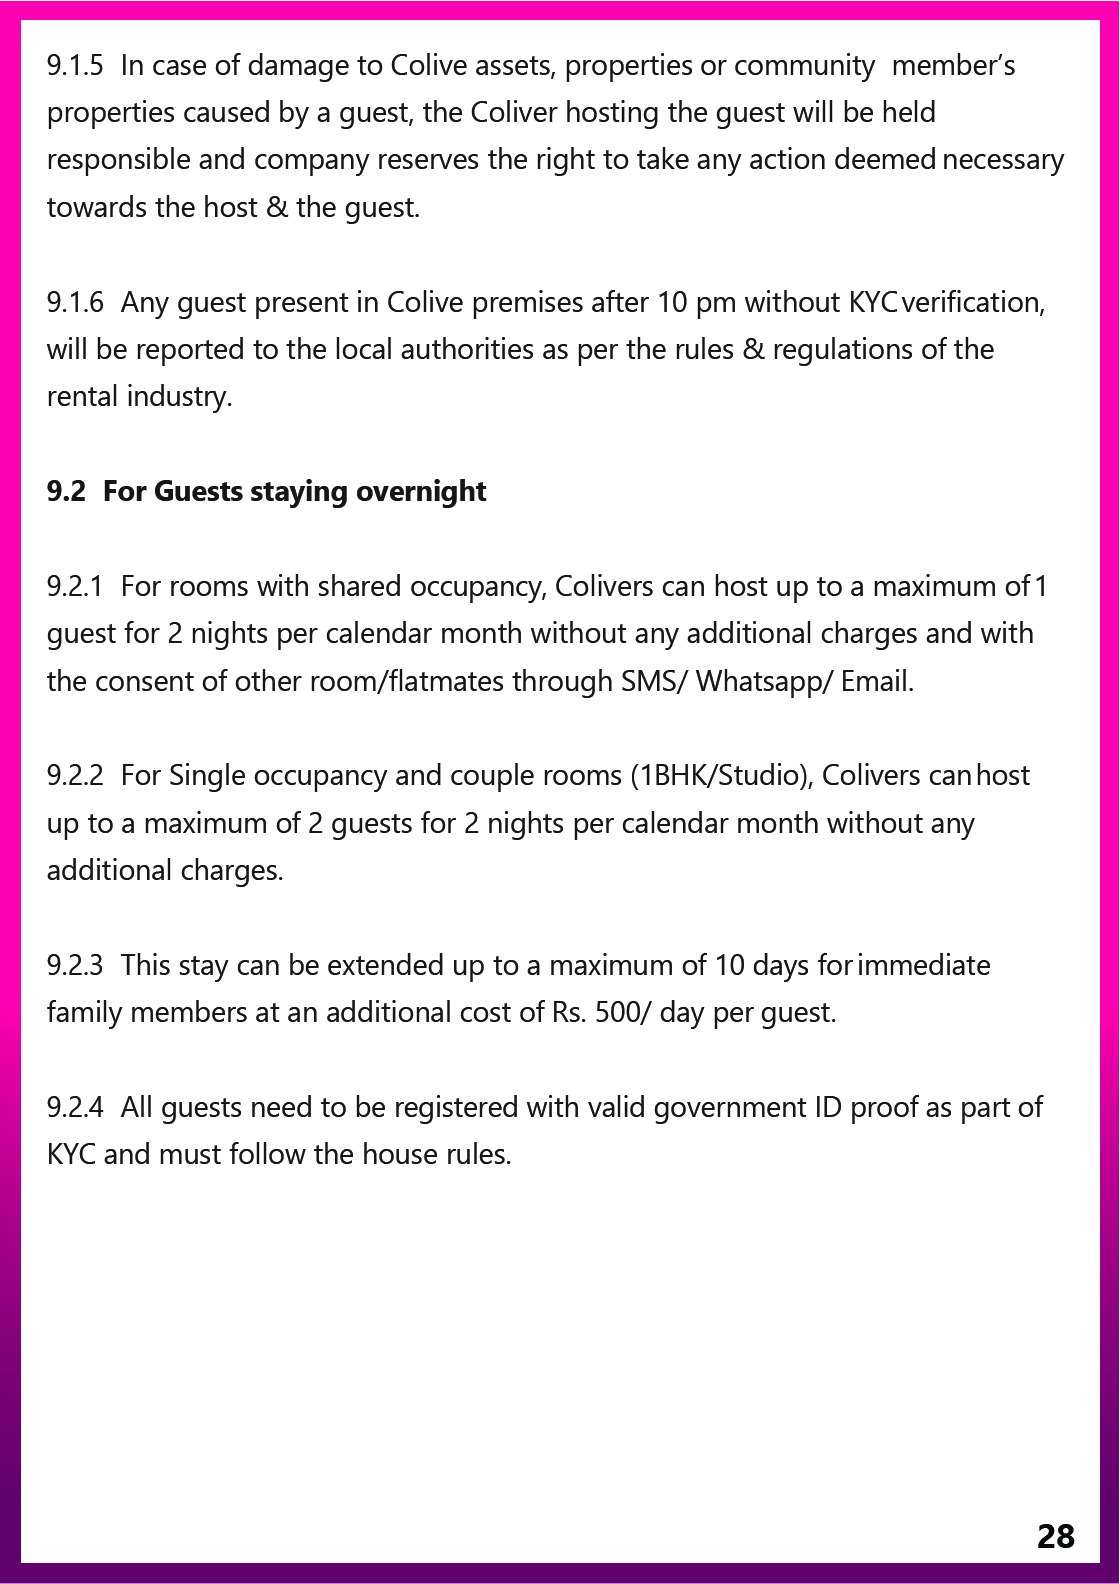 9.1.5 In case of damage to Colive assets, properties or community member’s
properties caused by a guest, the Coliver hosting the guest will be held
responsible and company reserves the right to take any action deemed necessary
towards the host & the guest.
9.1.6 Any guest present in Colive premises after 10 pm without KYC verification,
will be reported to the local authorities as per the rules & regulations of the
rental industry.
9.2 For Guests staying overnight
9.2.1 For rooms with shared occupancy, Colivers can host up to a maximum of 1
guest for 2 nights per calendar month without any additional charges and with
the consent of other room/flatmates through SMS/ Whatsapp/ Email.
9.2.2 For Single occupancy and couple rooms (1BHK/Studio), Colivers can host
up to a maximum of 2 guests for 2 nights per calendar month without any
additional charges.
9.2.3 This stay can be extended up to a maximum of 10 days for immediate
family members at an additional cost of Rs. 500/ day per guest.
9.2.4 All guests need to be registered with valid government ID proof as part of
KYC and must follow the house rules.
28